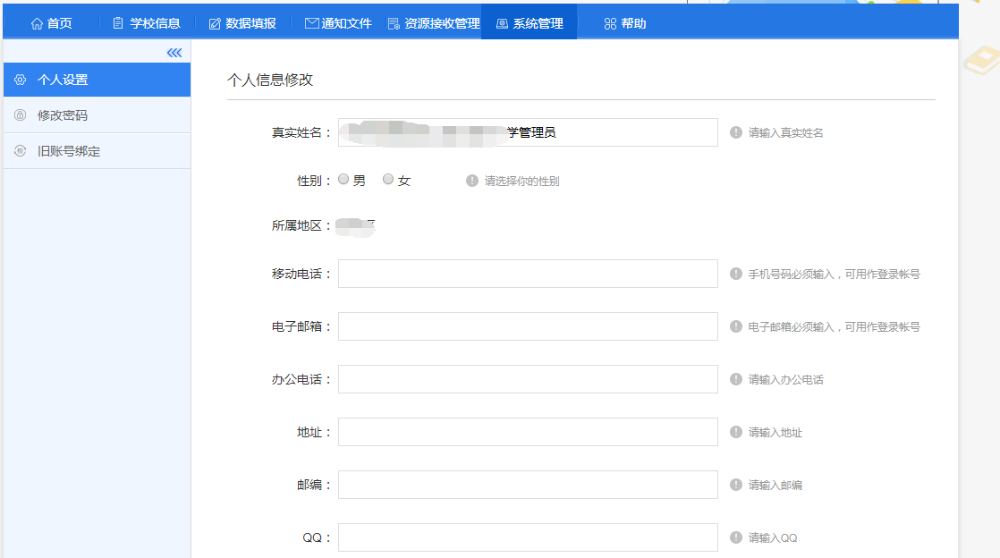 首页 学校信息 数据填报 通知文件 资源接收管理 系统管理 帮助
个人设置
修改密码
旧账号绑定
个人信息修改
真实姓名： 学管理员 请输入真实姓名
性别： 男 女 请选择你的性别
所属地区：
移动电话： 手机号码必须输入，可用作登录帐号
电子邮箱： 电子邮箱必须输入，可用作登录帐号
办公电话： 请输入办公电话
地址： 请输入地址
邮编： 请输入邮编
QQ： 请输入QQ